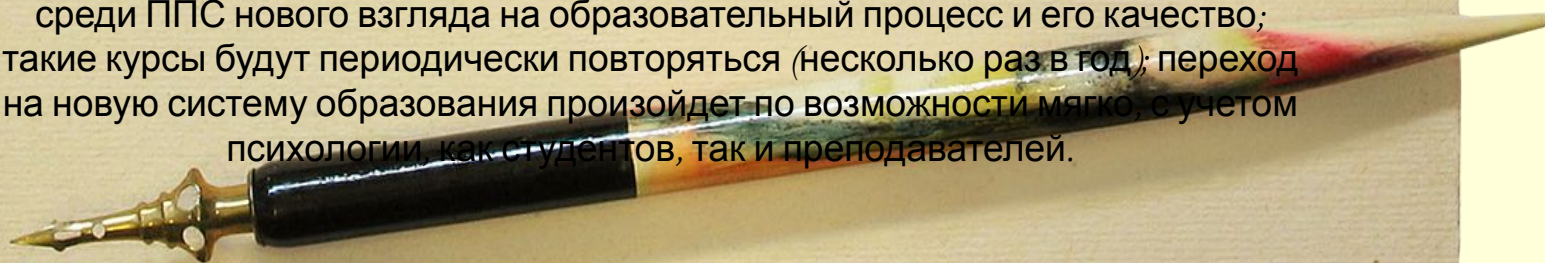 среди ППС нового взгляда на образовательный процесс и его качество;
такие курсы будут периодически повторяться (несколько раз в год); переход
на новую систему образования произойдет по возможности мягко, с учетом
психологии, как студентов, так и преподавателей.